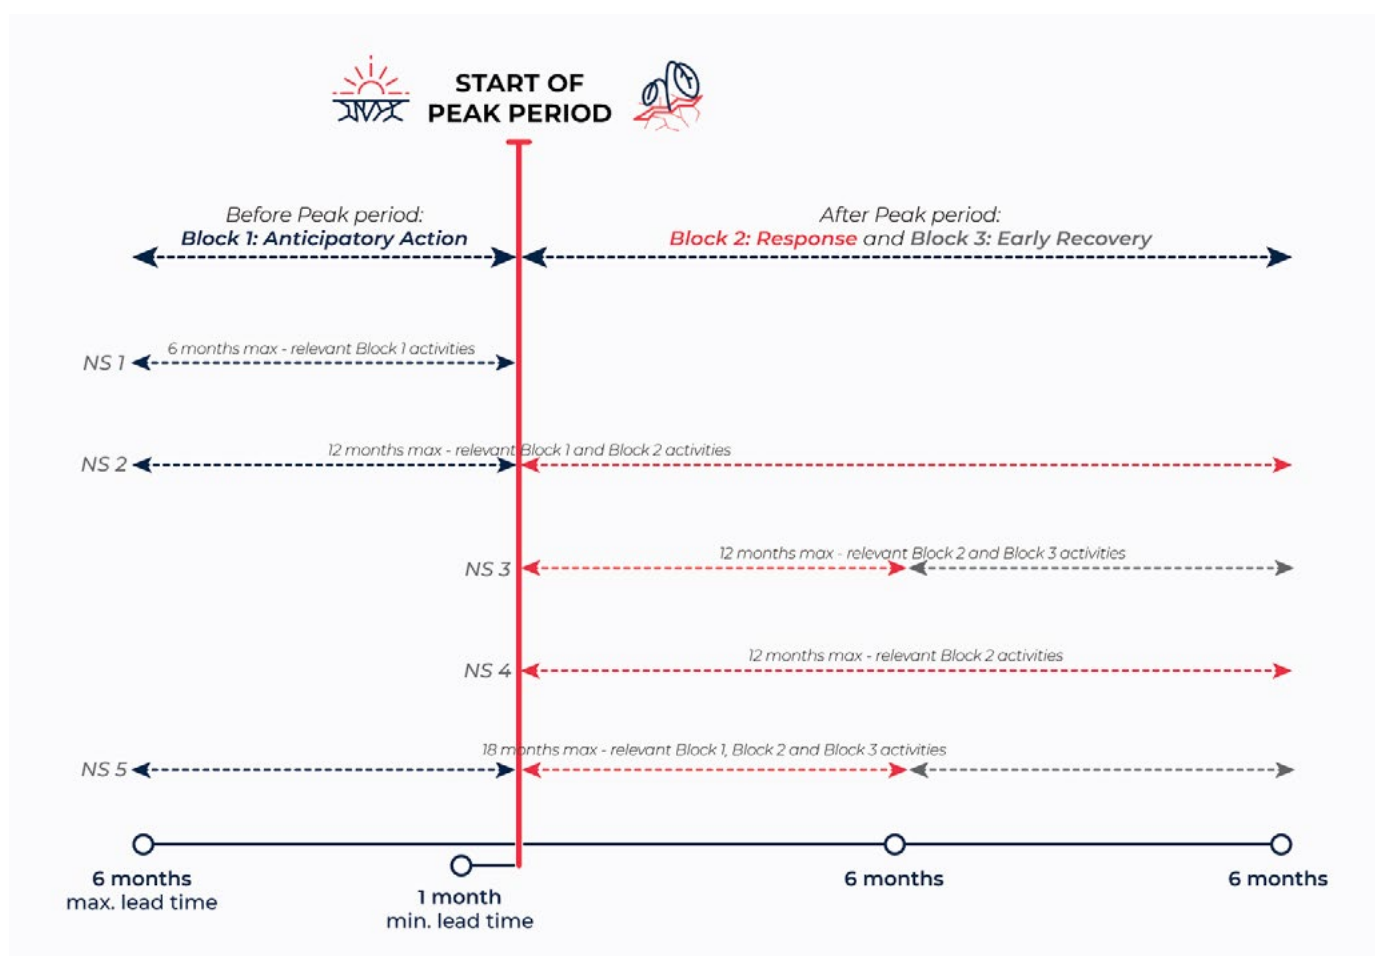 START OF
PEAK PERIOD
Before Peak period:
Block 1: Anticipatory Action
After Peak period:
Block 2: Response and Block 3: Early Recovery
NS 1
6 months max - relevant Block 1 activities
NS 2
12 months max - relevant Block 1 and Block 2 activities
NS 3
12 months max - relevant Block 2 and Block 3 activities
NS 4
12 months max - relevant Block 2 activities
NS 5
18 months max - relevant Block 1, Block 2 and Block 3 activities
6 months
max. lead time
1 month
min. lead time
6 months
6 months